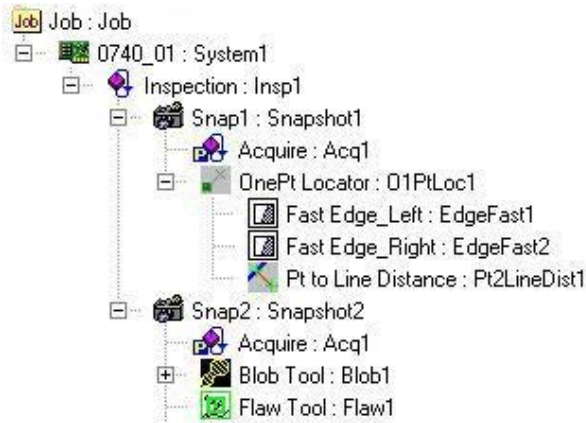 Job Job : Job
0740_01 : System1
Inspection : Insp1
Snap1 : Snapshot1
P Acquire : Acq1
OnePt Locator : O1PtLoc1
Fast Edge_Left : EdgeFast1
Fast Edge_Right : EdgeFast2
Pt to Line Distance : Pt2LineDist1
Snap2 : Snapshot2
P Acquire : Acq1
Blob Tool : Blob1
Flaw Tool : Flaw1